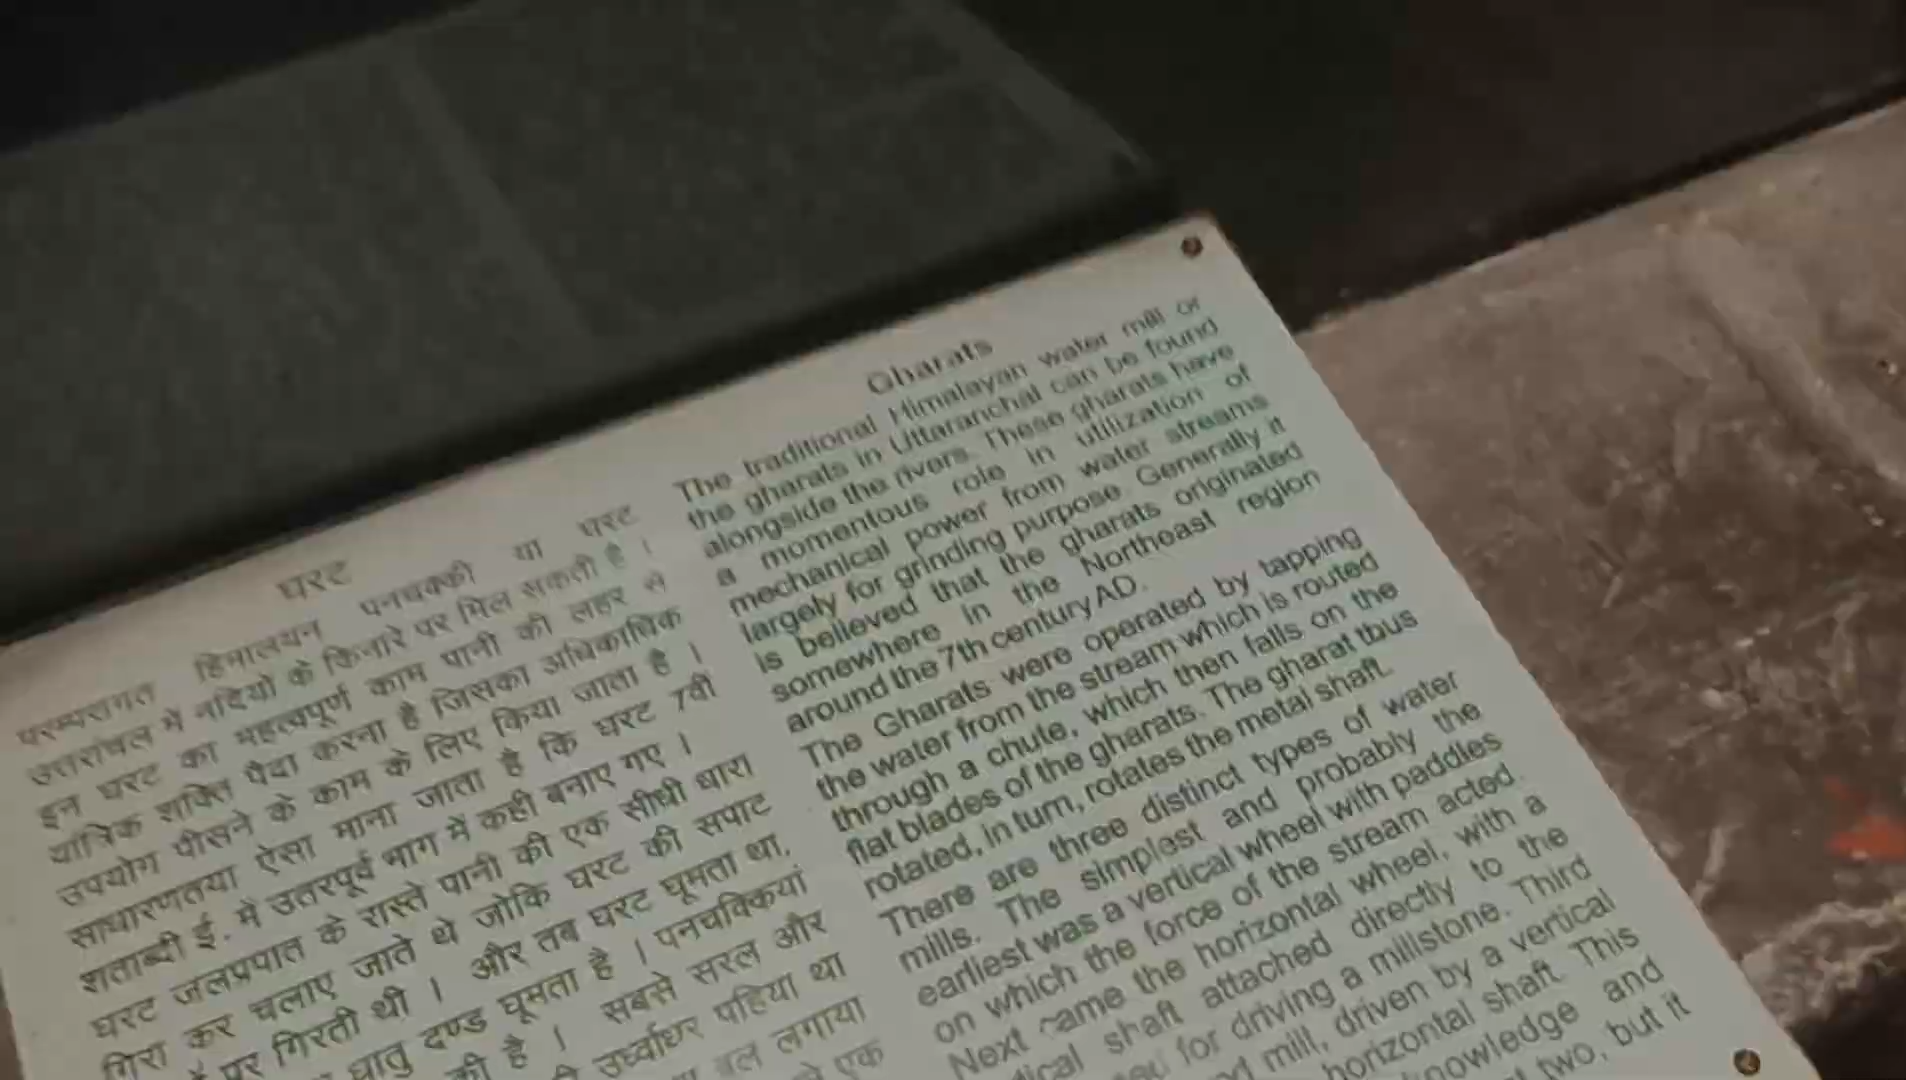 घरट
परम्परागत हिमालयन पनचक्की या घरट
उत्तरांचल में नदियों के किनारे पर मिल सकती है ।
इन घरट का महत्वपूर्ण काम पानी की लहर से
यांत्रिक शक्ति पैदा करना है जिसका अधिकाधिक
उपयोग पीसने के काम के लिए किया जाता है ।
साधारणतया ऐसा माना जाता है कि घरट 7वीं
शताब्दी ई. में उतरपूर्व भाग में कही बनाए गए ।
घरट जलप्रपात के रास्ते पानी की एक सीधी धारा
गिरा कर चलाए जाते थे जोकि घरट की सपाट
पर गिरती थी । और तब घरट घूमता था,
धातु दण्ड घूमता है । पनचक्कियां
की है । सबसे सरल और
उर्ध्वाधर पहिया था
बल लगाया
एक
Gharats
The traditional Himalayan water mill or
the gharats in Uttaranchal can be found
alongside the rivers. These gharats have
a momentous role in utilization of
mechanical power from water streams
largely for grinding purpose. Generally it
is believed that the gharats originated
somewhere in the Northeast region
around the 7th century AD.
The Gharats were operated by tapping
the water from the stream which is routed
through a chute, which then falls on the
flat blades of the gharats. The gharat thus
rotated, in turn, rotates the metal shaft.
There are three distinct types of water
mills. The simplest and probably the
earliest was a vertical wheel with paddles
on which the force of the stream acted.
Next came the horizontal wheel, with a
shaft attached directly to the
for driving a millstone. Third
mill, driven by a vertical
horizontal shaft. This
knowledge and
two, but it